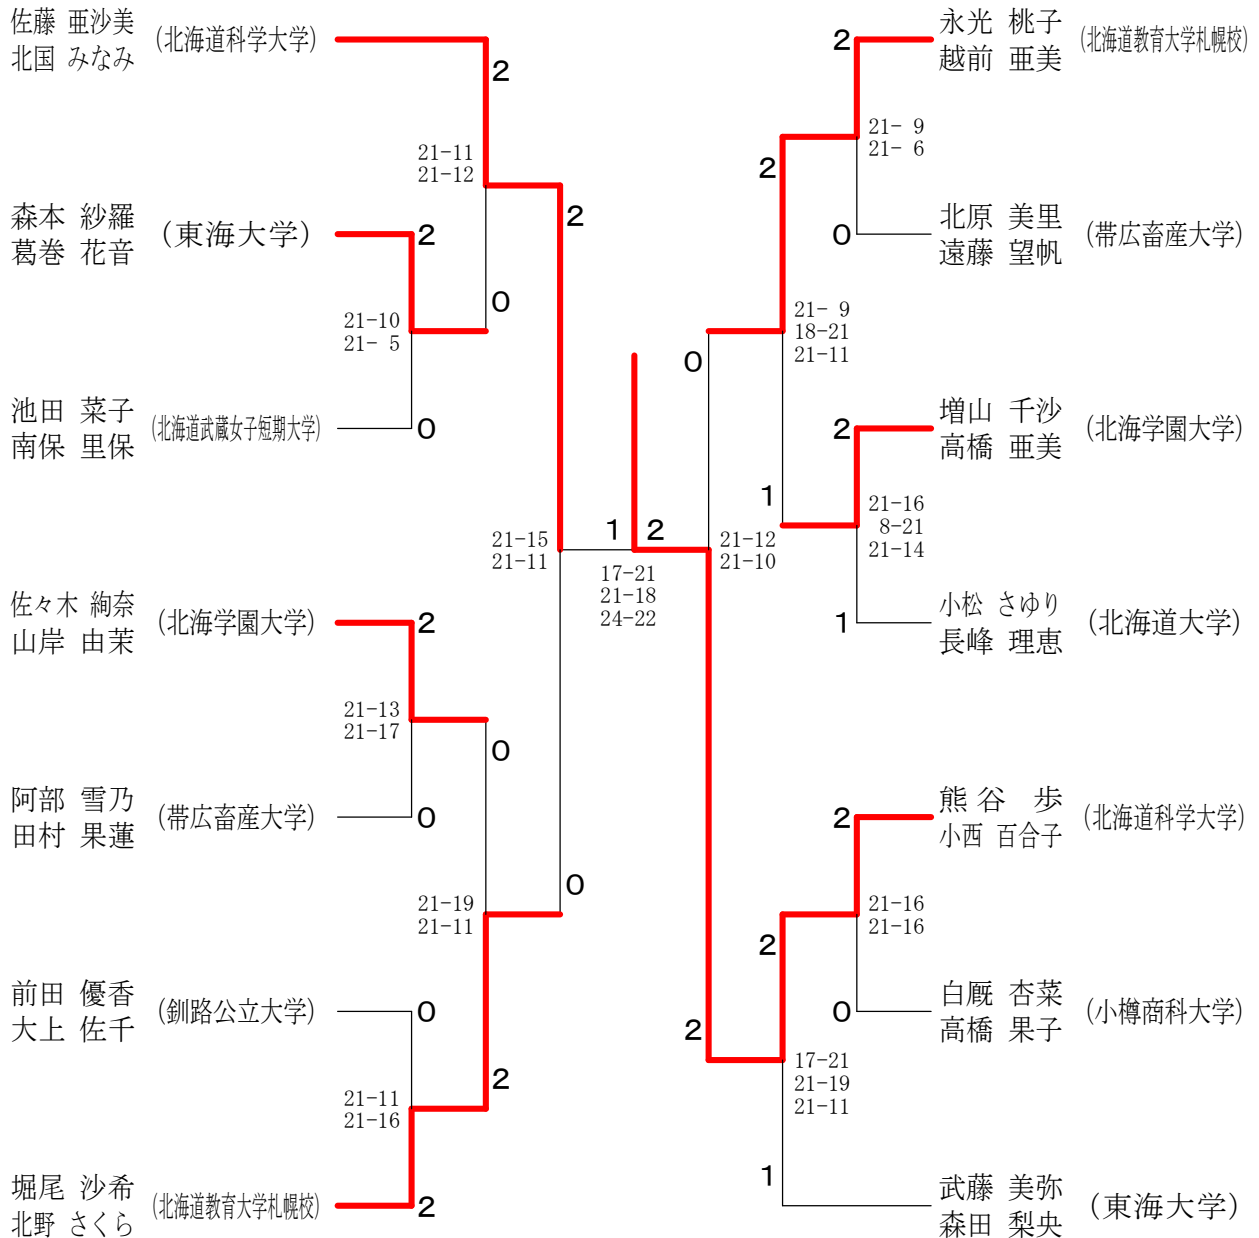 佐藤 亜沙美
北国 みなみ
(北海道科学大学)
2
21-11
21-12
森本 紗羅
葛巻 花音
(東海大学)
2
2
0
21-10
21- 5
池田 菜子
南保 里保
(北海道武蔵女子短期大学)
0
21-15
21-11
佐々木 絢奈
山岸 由茉
(北海学園大学)
2
21-13
21-17
0
阿部 雪乃
田村 果蓮
(帯広畜産大学)
0
0
21-19
21-11
前田 優香
大上 佐千
(釧路公立大学)
0
2
21-11
21-16
堀尾 沙希
北野 さくら
(北海道教育大学札幌校)
2
1
2
17-21
21-18
24-22
永光 桃子
越前 亜美
(北海道教育大学札幌校)
2
21- 9
21- 6
2
北原 美里
遠藤 望帆
(帯広畜産大学)
0
21- 9
18-21
21-11
0
増山 千沙
高橋 亜美
(北海学園大学)
2
1
21-16
8-21
21-14
21-12
21-10
小松 さゆり
長峰 理恵
(北海道大学)
1
熊谷 歩
小西 百合子
(北海道科学大学)
2
21-16
21-16
2
白厩 杏菜
高橋 果子
(小樽商科大学)
0
2
17-21
21-19
21-11
1
武藤 美弥
森田 梨央
(東海大学)